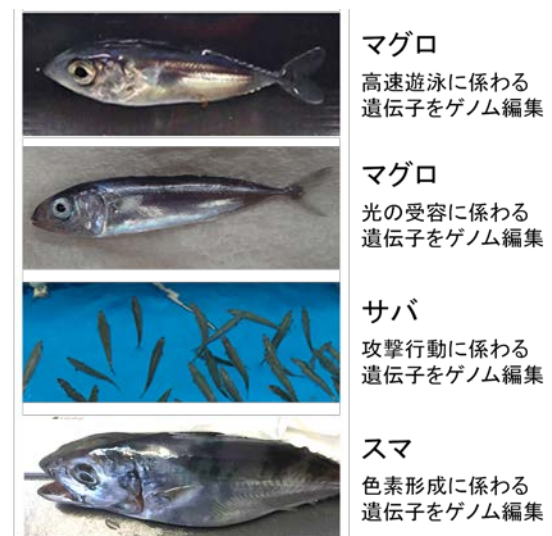 マグロ
高速遊泳に係わる
遺伝子をゲノム編集
マグロ
光の受容に係わる
遺伝子をゲノム編集
サバ
攻撃行動に係わる
遺伝子をゲノム編集
スマ
色素形成に係わる
遺伝子をゲノム編集